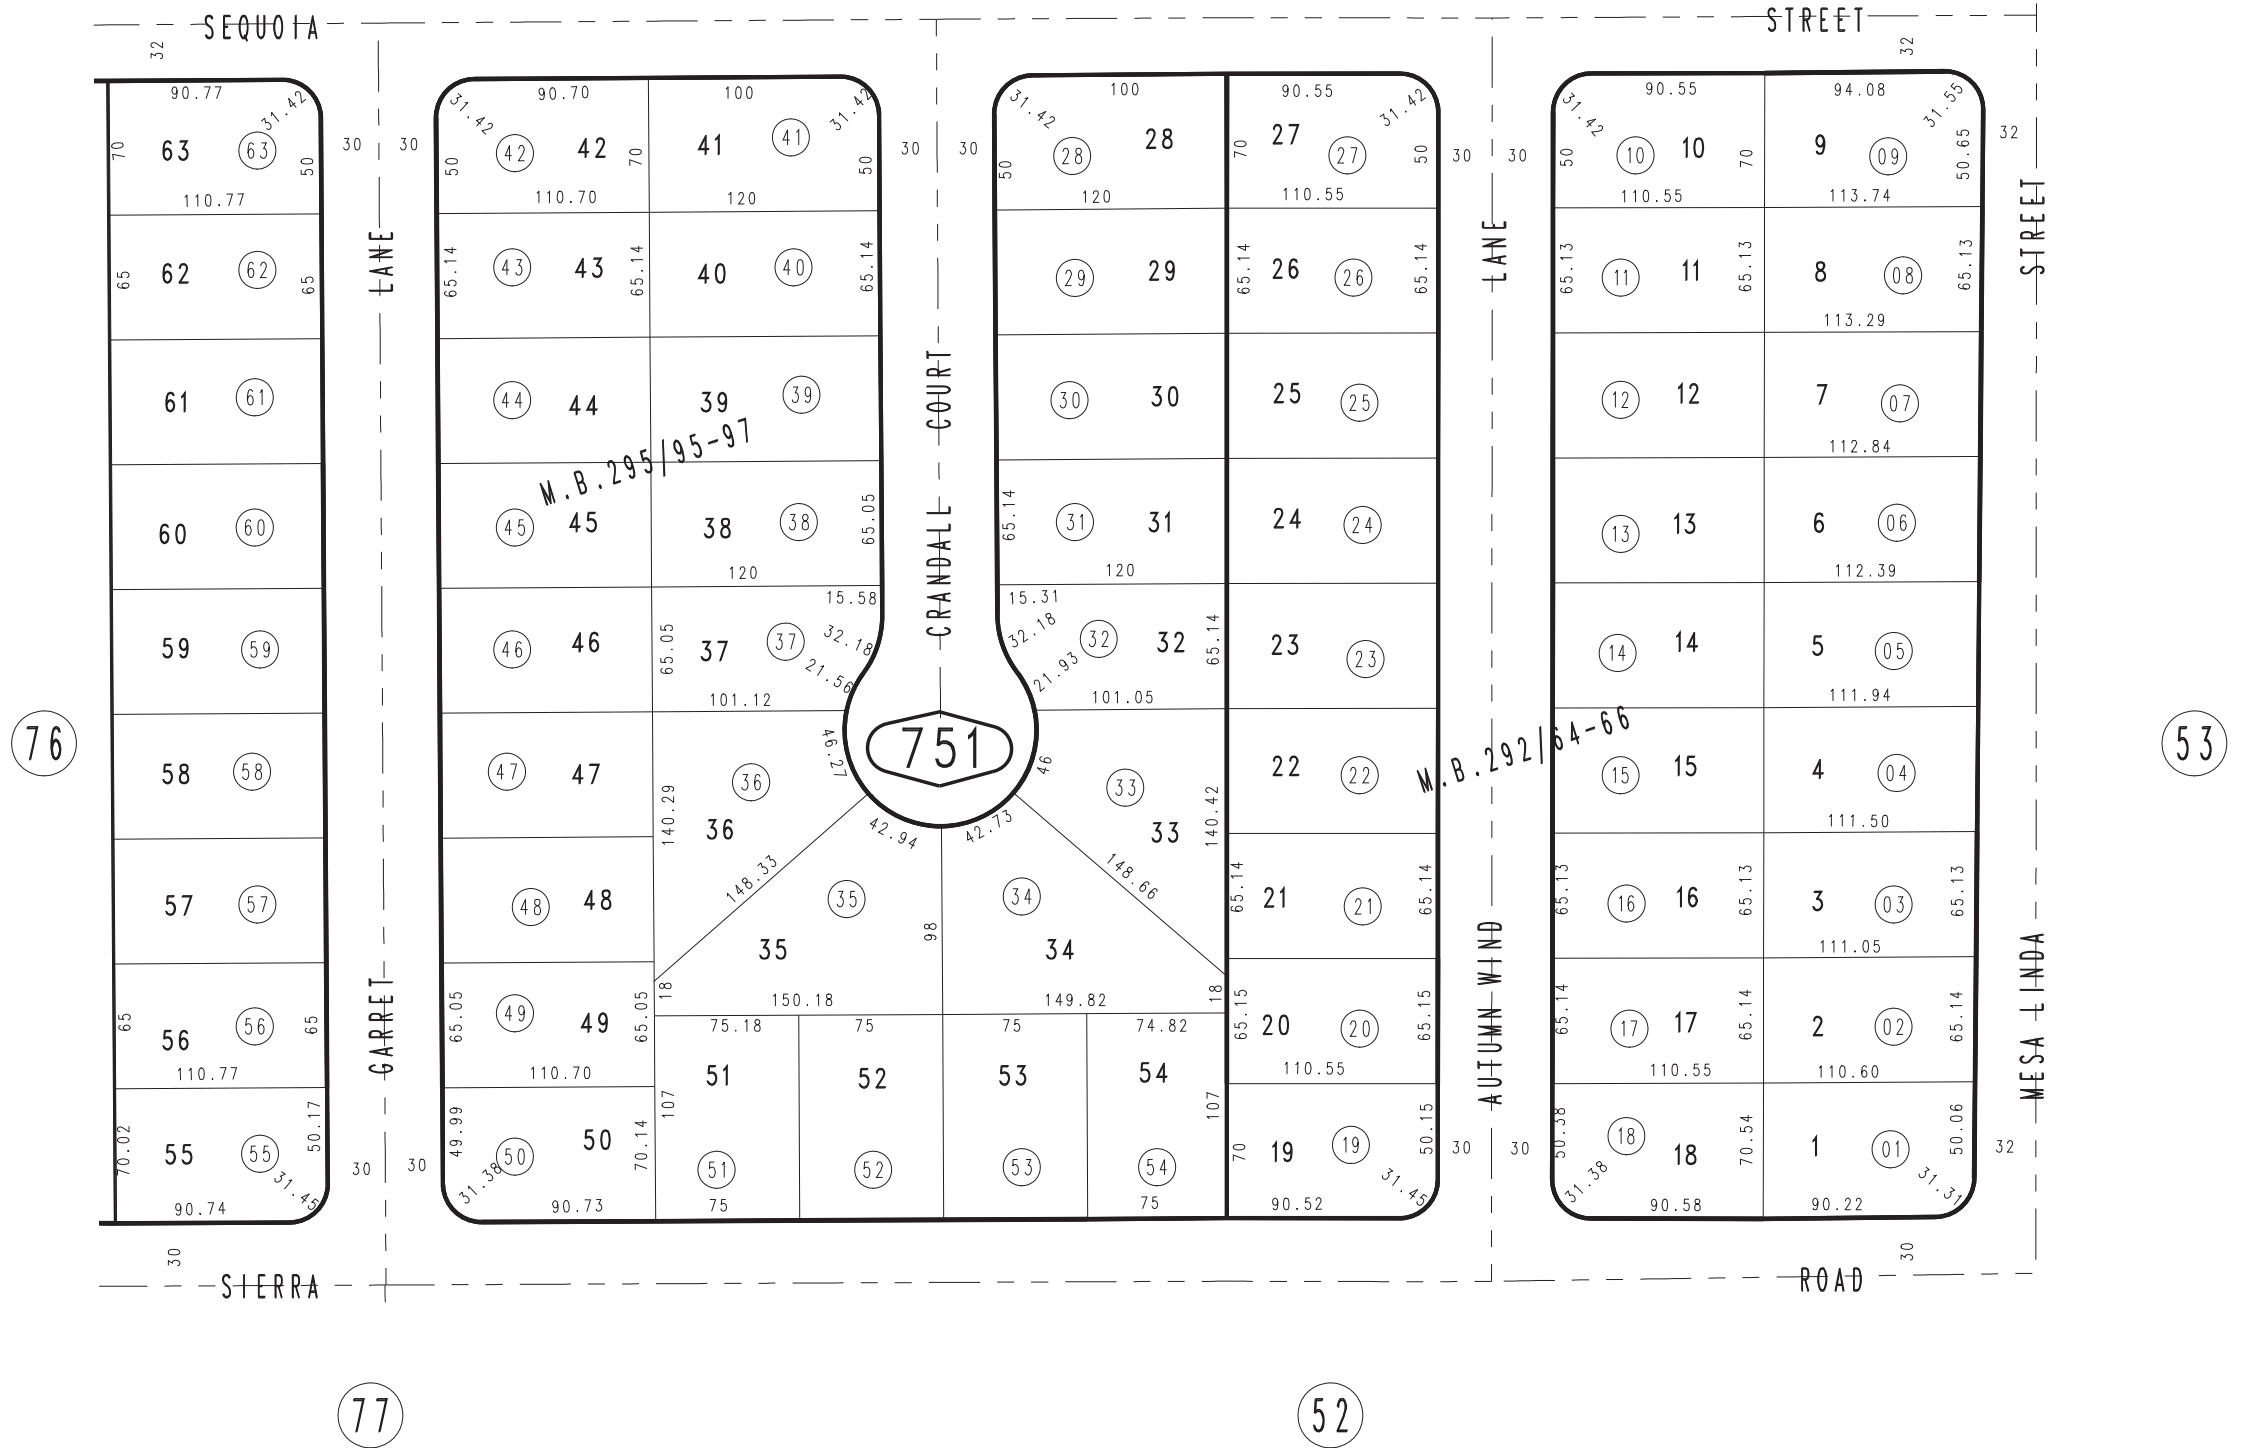 SEQUOIA STREET
32 32
90.77 90.70 100 100 90.55 90.55 94.08
31.42 31.42 31.42 31.42 31.42 31.42 31.55
70 63 63 50 30 30 50 42 42 70 41 41 50 30 30 50 28 28 70 27 27 50 30 30 50 10 10 70 9 09 50.65 32
110.77 110.70 120 120 110.55 110.55 113.74
LANE LANE STREET
65 62 62 65 65.14 43 43 65.14 40 40 65.14 29 29 65.14 26 26 65.14 65.13 11 11 65.13 8 08 65.13
113.29
61 61 44 44 39 39 30 30 25 25 12 12 7 07
COURT
112.84
M.B.295/95-97
60 60 45 45 38 38 65.05 65.14 31 31 24 24 13 13 6 06
CRANDALL
120 120 112.39
15.58 15.31
59 59 46 46 65.05 37 37 32.18 32.18 32 32 65.14 23 23 14 14 5 05
21.56 21.93
101.12 101.05 111.94
M.B.292/64-66
76 751 53
58 58 47 47 36 46.27 46 33 22 22 15 15 4 04
140.29 36 33 140.42
42.94 42.73 111.50
148.33 148.66
57 57 48 48 35 34 65.14 21 21 65.14 65.13 16 16 65.13 3 03 65.13
35 98 34
111.05
GARRET AUTUMN WIND MESA LINDA
18 150.18 149.82 18
65 56 56 65 65.05 49 49 65.05 65.15 20 20 65.15 65.14 17 17 65.14 2 02 65.14
75.18 75 75 74.82
110.77 110.70 110.55 110.55 110.60
51 52 53 54
107 107
70.02 55 55 50.17 30 30 49.99 50 50 70.14 51 52 53 54 70 19 19 50.15 30 30 50.38 18 18 70.54 1 01 50.06 32
31.45 31.38 31.45 31.38 31.31
90.74 90.73 75 75 90.52 90.58 90.22
30 30
SIERRA ROAD
77 52